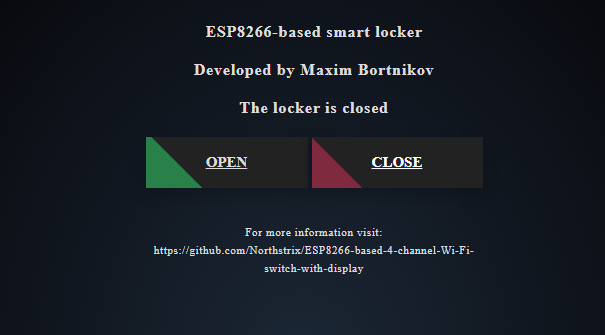 ESP8266-based smart locker
Developed by Maxim Bortnikov
The locker is closed
OPEN
CLOSE
For more information visit:
https://github.com/Northstrix/ESP8266-based-4-channel-Wi-Fi-
switch-with-display